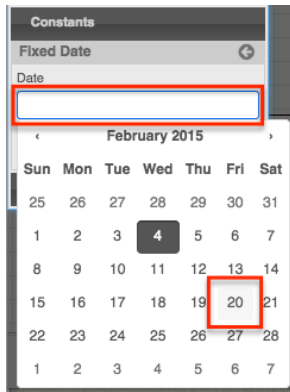 Constants
Fixed Date
Date
‹ February 2015 ›
Sun Mon Tue Wed Thu Fri Sat
25 26 27 28 29 30 31
1 2 3 4 5 6 7
8 9 10 11 12 13 14
15 16 17 18 19 20 21
22 23 24 25 26 27 28
1 2 3 4 5 6 7